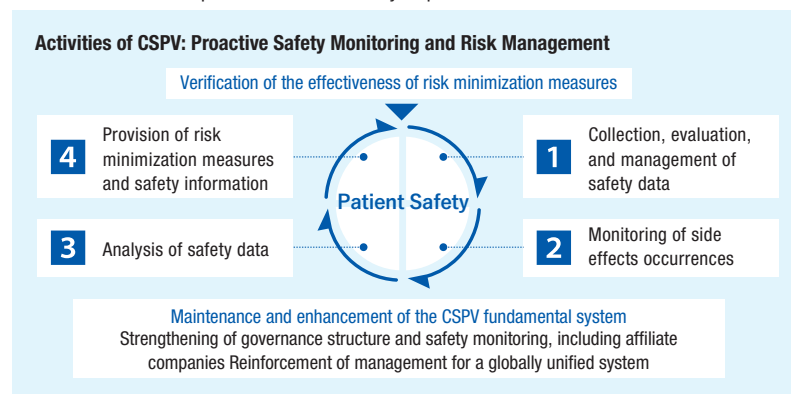 Activities of CSPV: Proactive Safety Monitoring and Risk Management
Verification of the effectiveness of risk minimization measures
4
Provision of risk
minimization measures
and safety information
1
Collection, evaluation,
and management of
safety data
Patient Safety
3
Analysis of safety data
2
Monitoring of side
effects occurrences
Maintenance and enhancement of the CSPV fundamental system
Strengthening of governance structure and safety monitoring, including affiliate
companies Reinforcement of management for a globally unified system